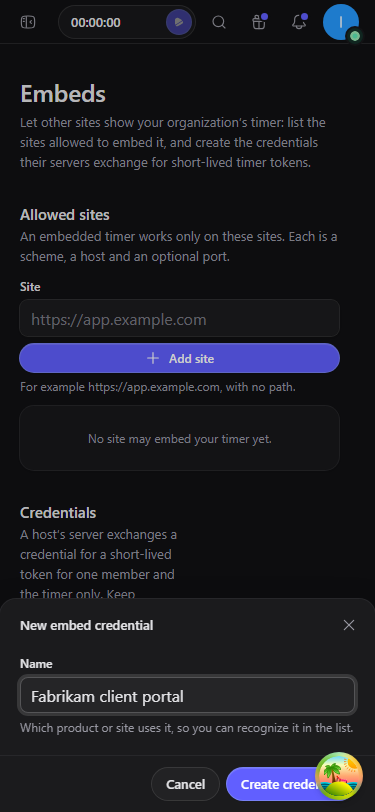 00:00:00
I
Embeds
Let other sites show your organization's timer: list the
sites allowed to embed it, and create the credentials
their servers exchange for short-lived timer tokens.
Allowed sites
An embedded timer works only on these sites. Each is a
scheme, a host and an optional port.
Site
https://app.example.com
Add site
For example https://app.example.com, with no path.
No site may embed your timer yet.
Credentials
A host's server exchanges a
credential for a short-lived
token for one member and
the timer only. Keep
New embed credential
Name
Fabrikam client portal
Which product or site uses it, so you can recognize it in the list.
Cancel
Create